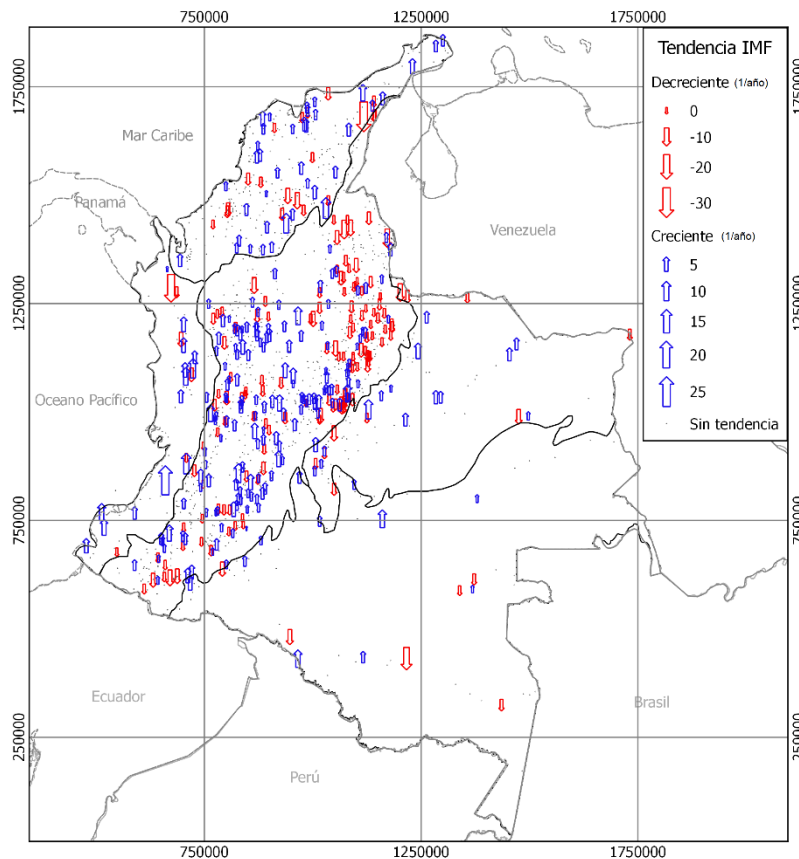 750000
1250000
1750000
1750000
1750000
Tendencia IMF
Decreciente (1/año)
0
-10
-20
-30
Creciente (1/año)
5
10
15
20
25
Sin tendencia
Mar Caribe
Panamá
Venezuela
1250000
1250000
Oceano Pacífico
750000
750000
Ecuador
Brasil
250000
250000
Perú
750000
1250000
1750000